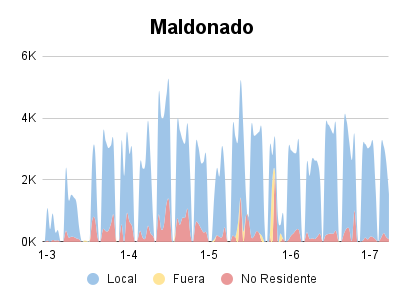 Maldonado
6K
4K
2K
0K
1-3 1-4 1-5 1-6 1-7
Local Fuera No Residente